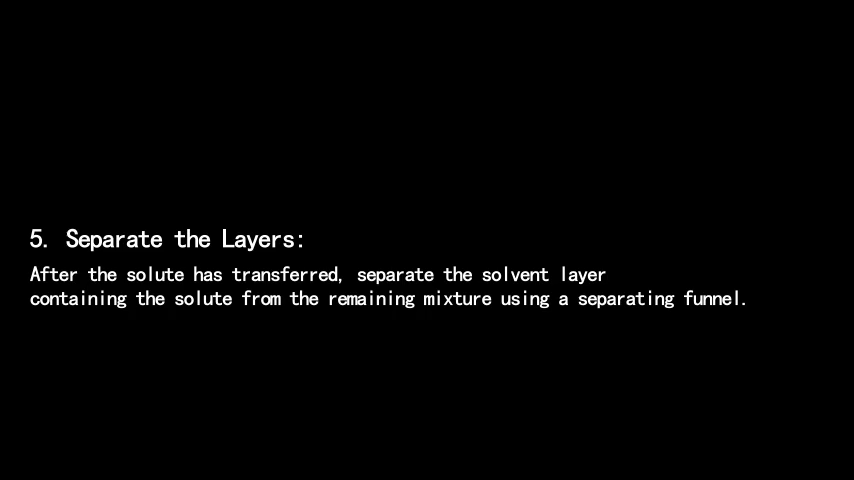 5. Separate the Layers:
After the solute has transferred, separate the solvent layer
containing the solute from the remaining mixture using a separating funnel.